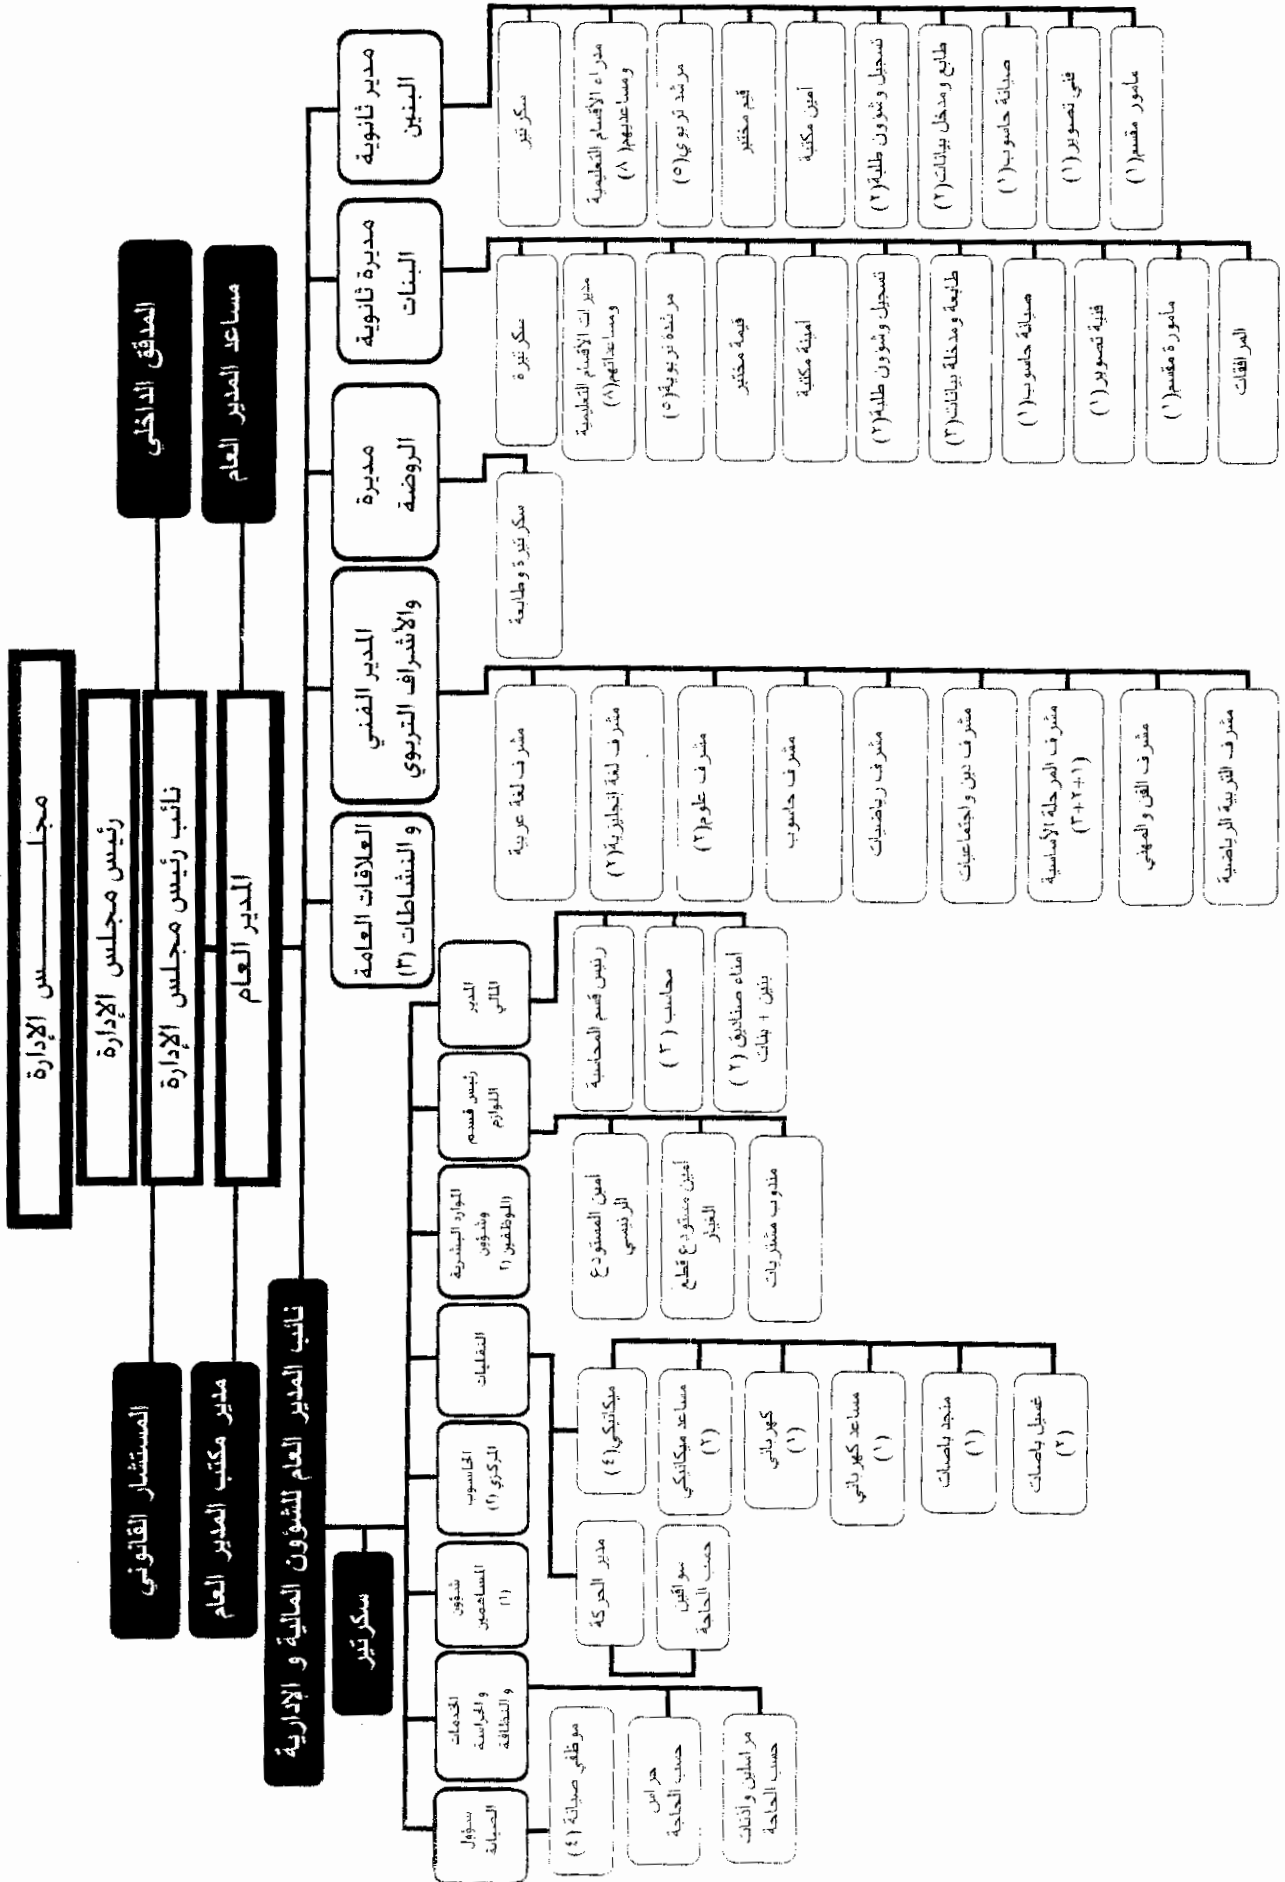 مجلـــــــس الإدارة
رئيس مجلس الإدارة
نائب رئيس مجلس الإدارة
المدير العام
المدقق الداخلي
مساعد المدير العام
المستشار القانوني
مدير مكتب المدير العام
نائب المدير العام للشؤون المالية و الإدارية
سكرتير
مدير ثانوية
البنين
سكرتير
مدراء الأقسام التعليمية
ومساعديهم(٨)
مرشد تربوي(٥)
قيم مختبر
أمين مكتبة
تسجيل وشؤون طلبة(٢)
طابع ومدخل بيانات(٢)
صيانة حاسوب(١)
فني تصوير(١)
مأمور مقسم(١)
مديرة ثانوية
البنات
سكرتيرة
مديرات الأقسام التعليمية
ومساعداتهم(٨)
مرشدة تربوية(٥)
قيمة مختبر
أمينة مكتبة
تسجيل وشؤون طلبة(٢)
طابعة ومدخلة بيانات(٣)
صيانة حاسوب(١)
فنية تصوير(١)
مأمورة مقسم(١)
المرافقات
مديرة
الروضة
سكرتيرة وطابعة
المدير الفني
والأشراف التربوي
مشرف لغة عربية
مشرف لغة إنجليزية(٢)
مشرف علوم(٢)
مشرف حاسوب
مشرف رياضيات
مشرف دين واجتماعيات
مشرف المرحلة الأساسية
(١+٢+٣)
مشرف الفن والمهني
مشرف التربية الرياضية
العلاقات العامة
والنشاطات (٣)
المدير
المالي
رئيس قسم المحاسبة
محاسب (٣)
أمناء صناديق (٢)
بنين + بنات
رئيس قسم
اللوازم
أمين المستودع
الرئيسي
أمين مستودع قطع
الغيار
مندوب مشتريات
الموارد البشرية
وشؤون
الموظفين (٢)
النقليات
ميكانيكي(٤)
مساعد ميكانيكي
(٢)
كهربائي
(١)
مساعد كهربائي
(١)
منجد باصات
(١)
غسيل باصات
(٢)
مدير الحركة
سواقين
حسب الحاجة
الحاسوب
المركزي (٢)
شؤون
المساهمين
(١)
الخدمات
والحراسة
والنظافة
حراس
حسب الحاجة
مراسلين وآذنات
حسب الحاجة
سؤول
الصيانة
موظفي صيانة (٤)